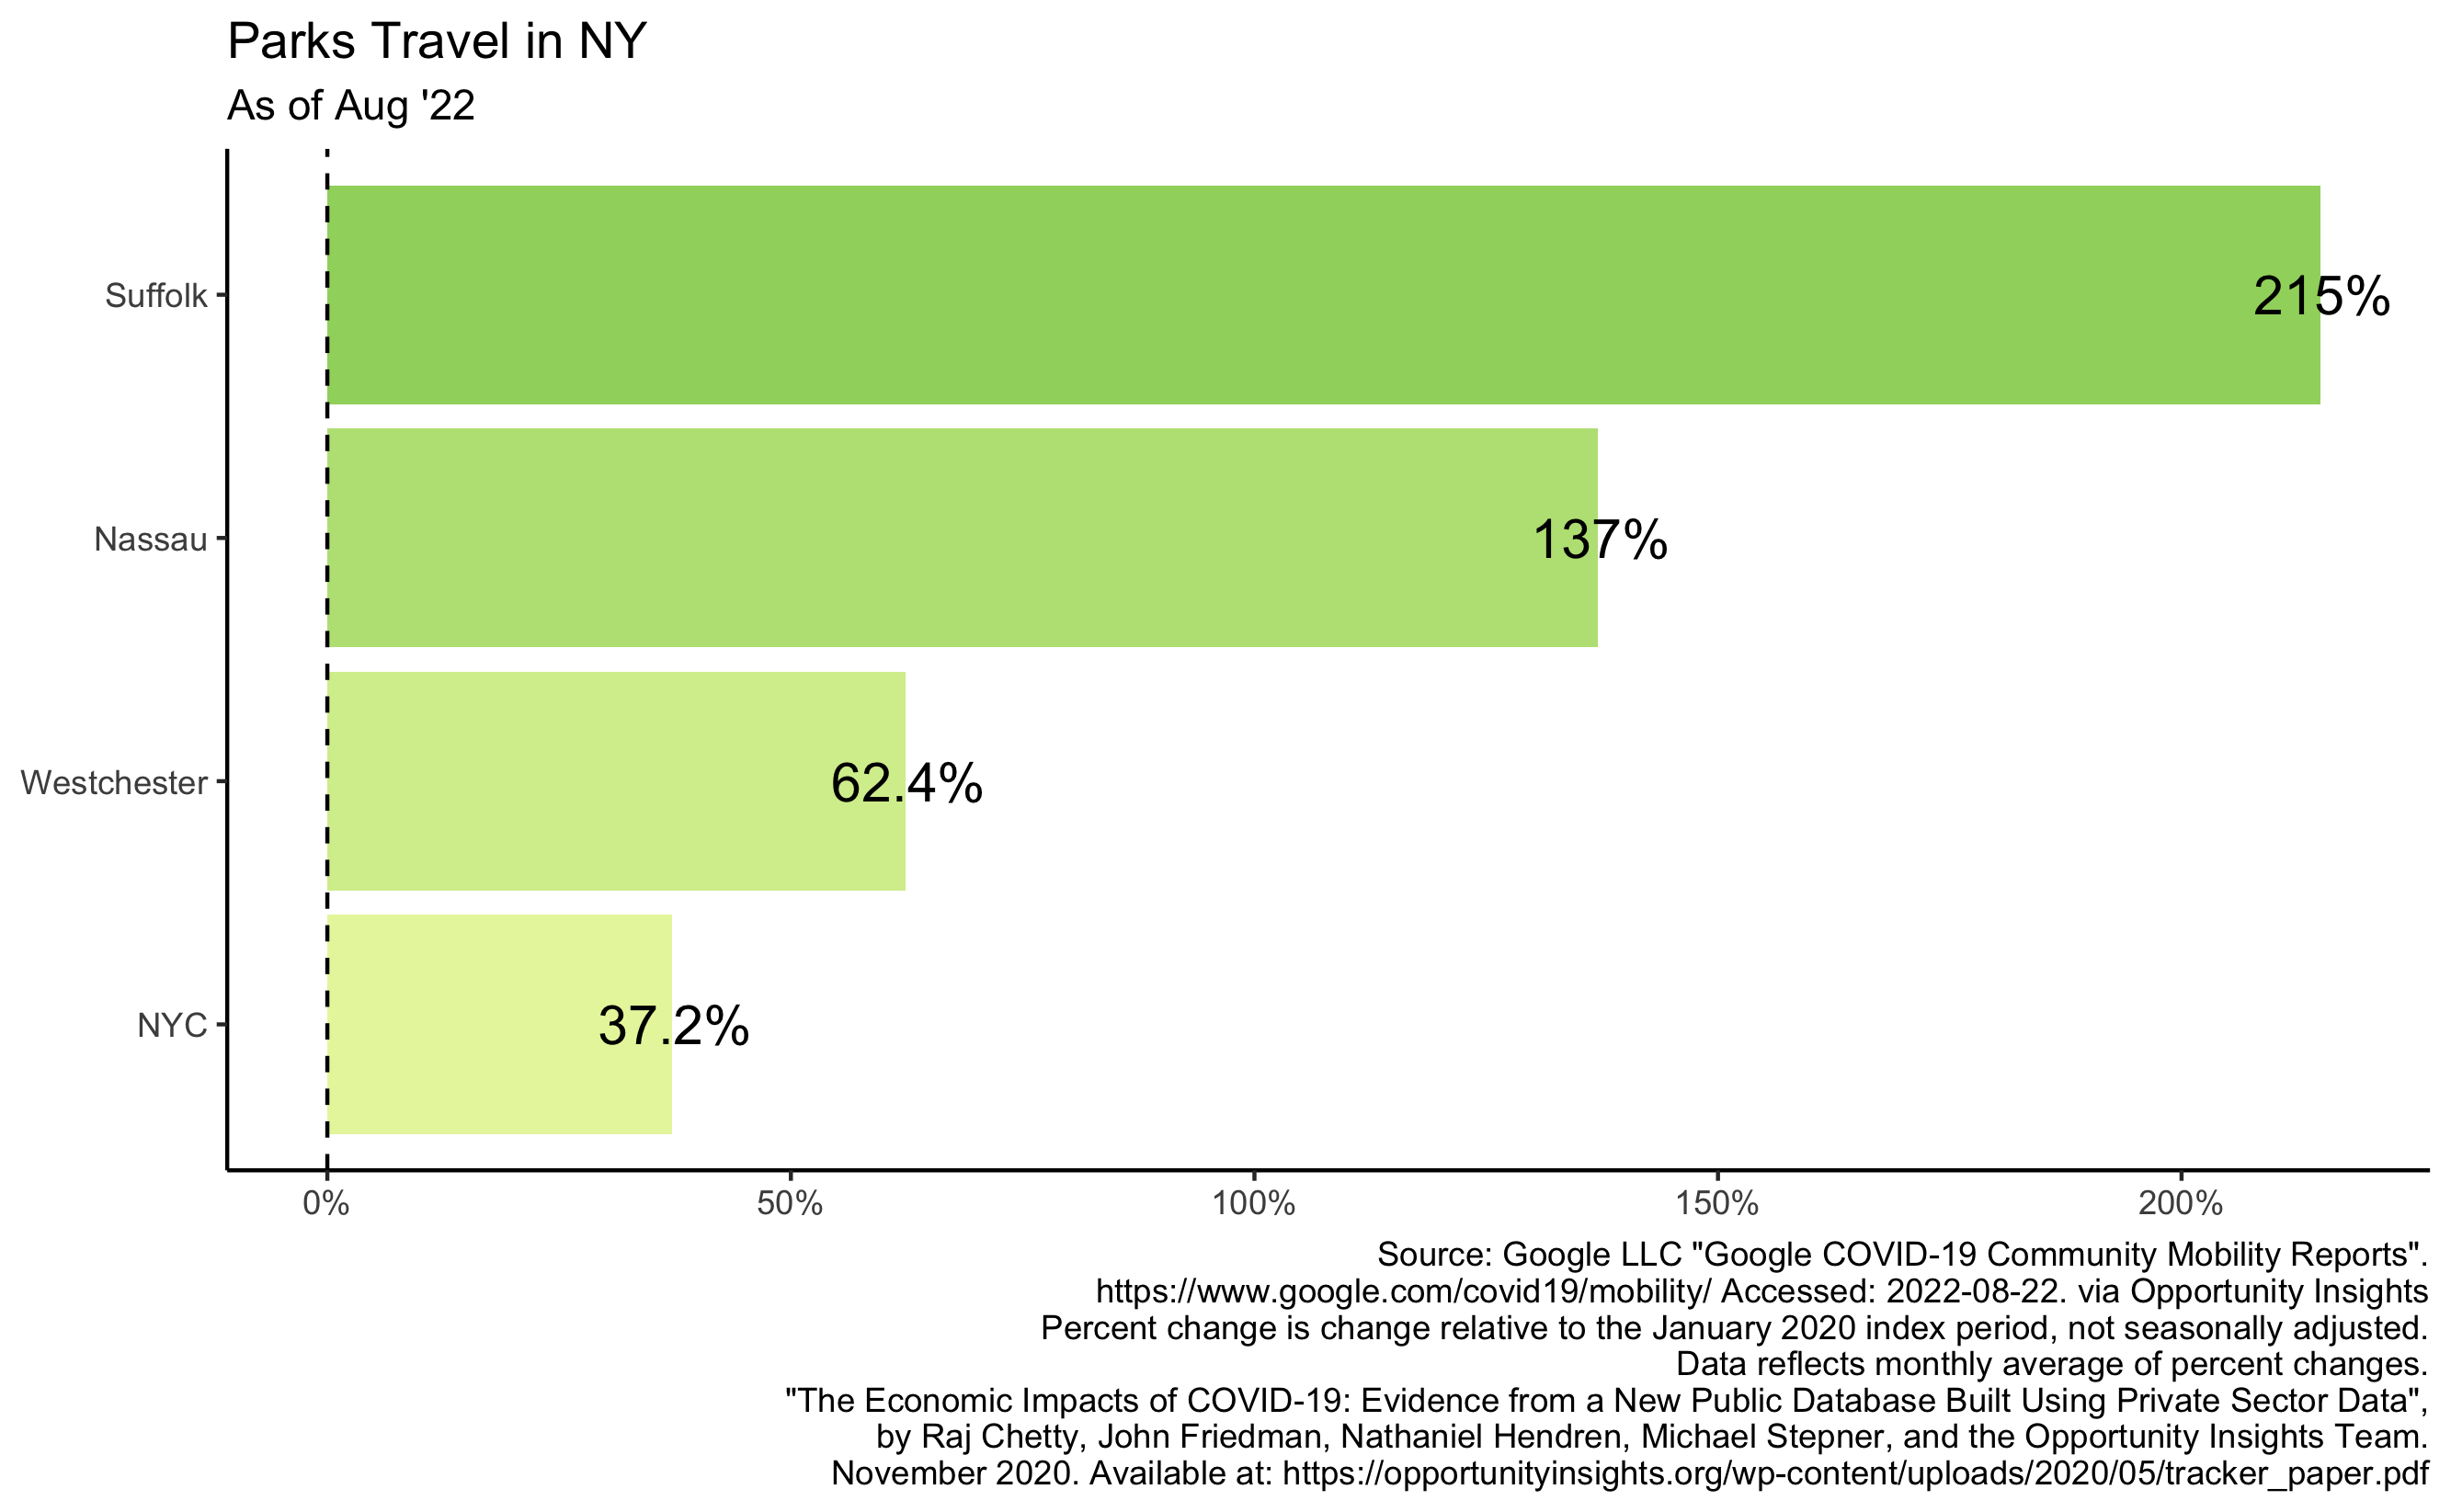 Parks Travel in NY
As of Aug '22
Suffolk
215%
Nassau
137%
Westchester
62.4%
NYC
37.2%
0% 50% 100% 150% 200%
Source: Google LLC "Google COVID-19 Community Mobility Reports".
https://www.google.com/covid19/mobility/ Accessed: 2022-08-22. via Opportunity Insights
Percent change is change relative to the January 2020 index period, not seasonally adjusted.
Data reflects monthly average of percent changes.
"The Economic Impacts of COVID-19: Evidence from a New Public Database Built Using Private Sector Data",
by Raj Chetty, John Friedman, Nathaniel Hendren, Michael Stepner, and the Opportunity Insights Team.
November 2020. Available at: https://opportunityinsights.org/wp-content/uploads/2020/05/tracker_paper.pdf